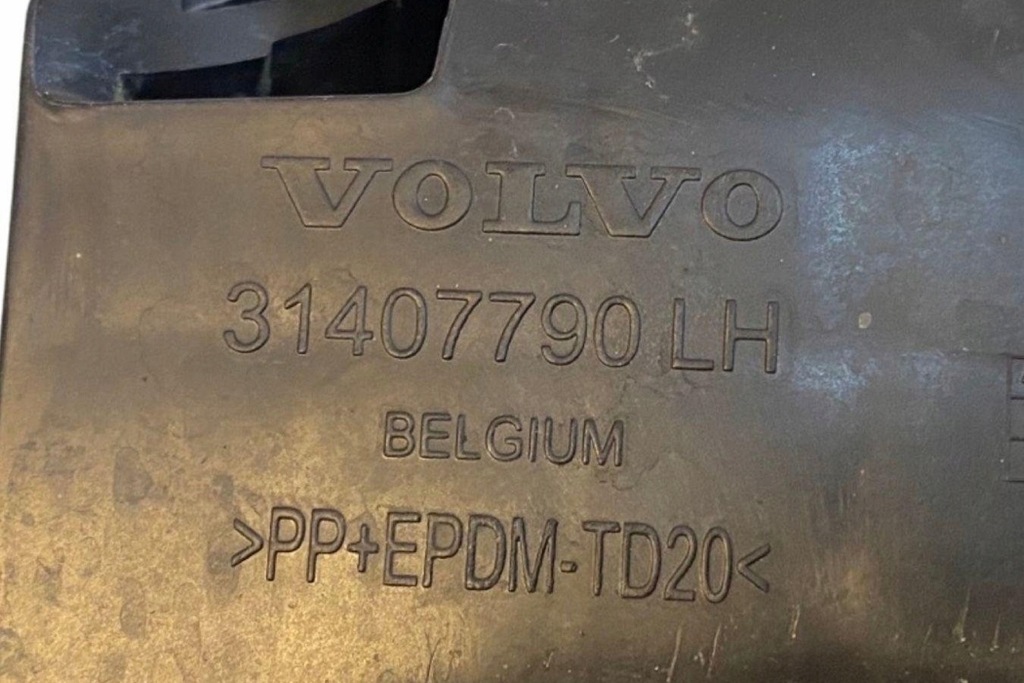 VOLVO
31407790 LH
BELGIUM
>PP+EPDM-TD20<